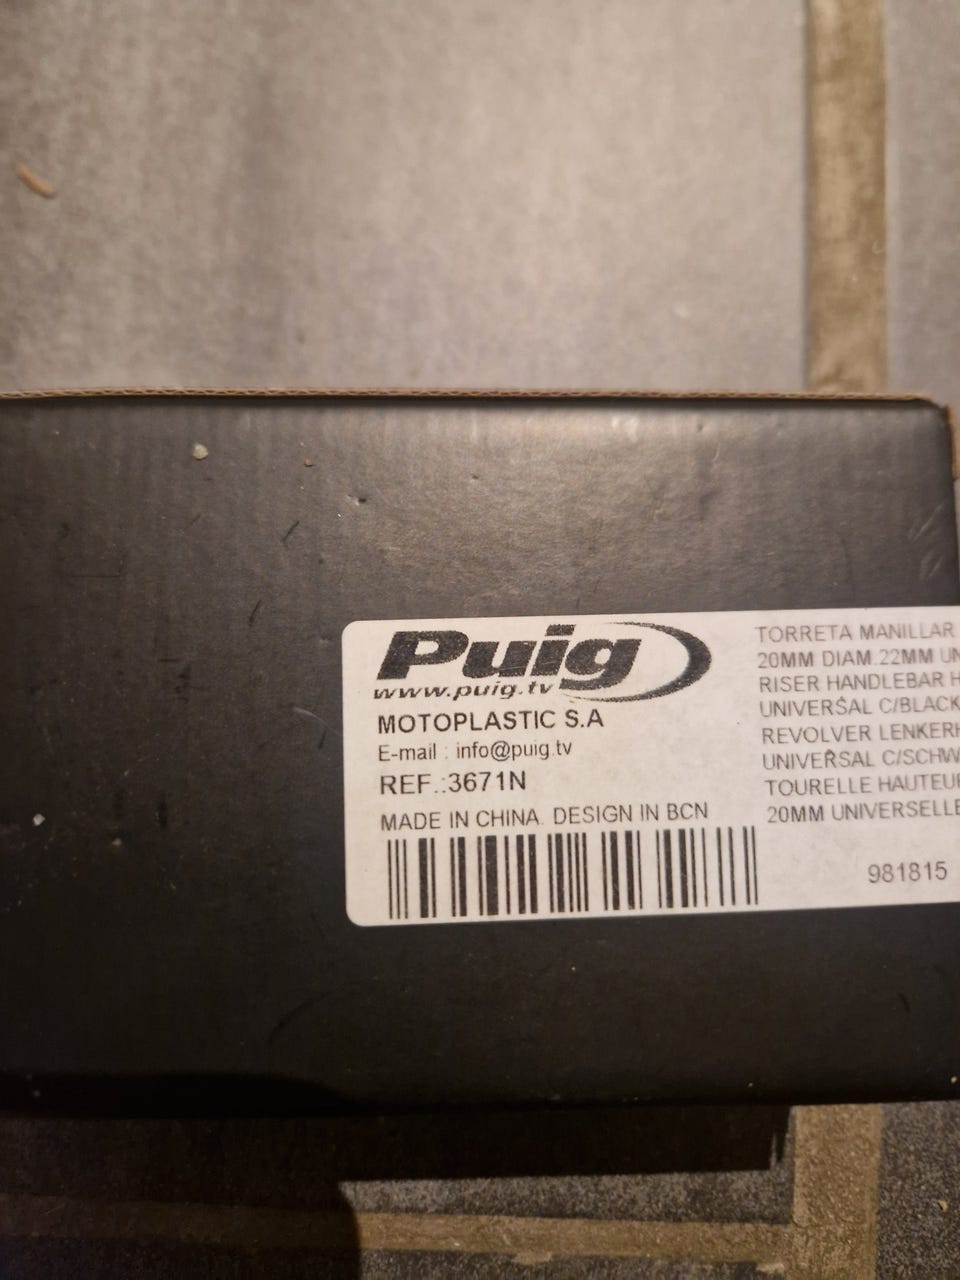 Puig
www.puig.tv
MOTOPLASTIC S.A
E-mail : info@puig.tv
REF.:3671N
MADE IN CHINA. DESIGN IN BCN
TORRETA MANILLAR
20MM DIAM.22MM
RISER HANDLEBAR
UNIVERSAL C/BLACK
REVOLVER
UNIVERSAL
TOURELLE
20MM UNIVERSELLE
981815